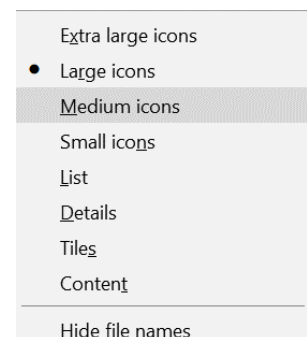 Extra large icons
Large icons
Medium icons
Small icons
List
Details
Tiles
Content
Hide file names